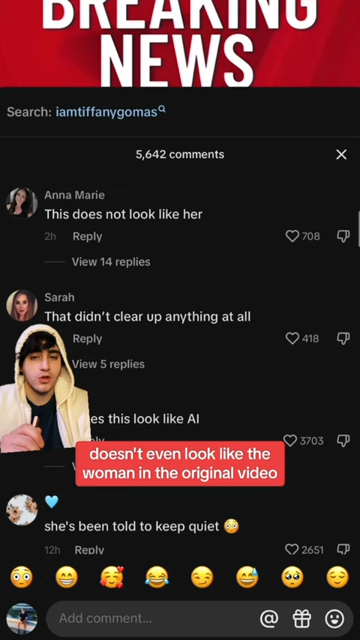 BREAKING
NEWS
Search: iamtiffanygomas
5,642 comments
Anna Marie
This does not look like her
2h Reply 708
View 14 replies
Sarah
That didn't clear up anything at all
Reply 418
View 5 replies
es this look like AI
3703
doesn't even look like the
woman in the original video
she's been told to keep quiet 😳
12h Reply 2651
Add comment... @